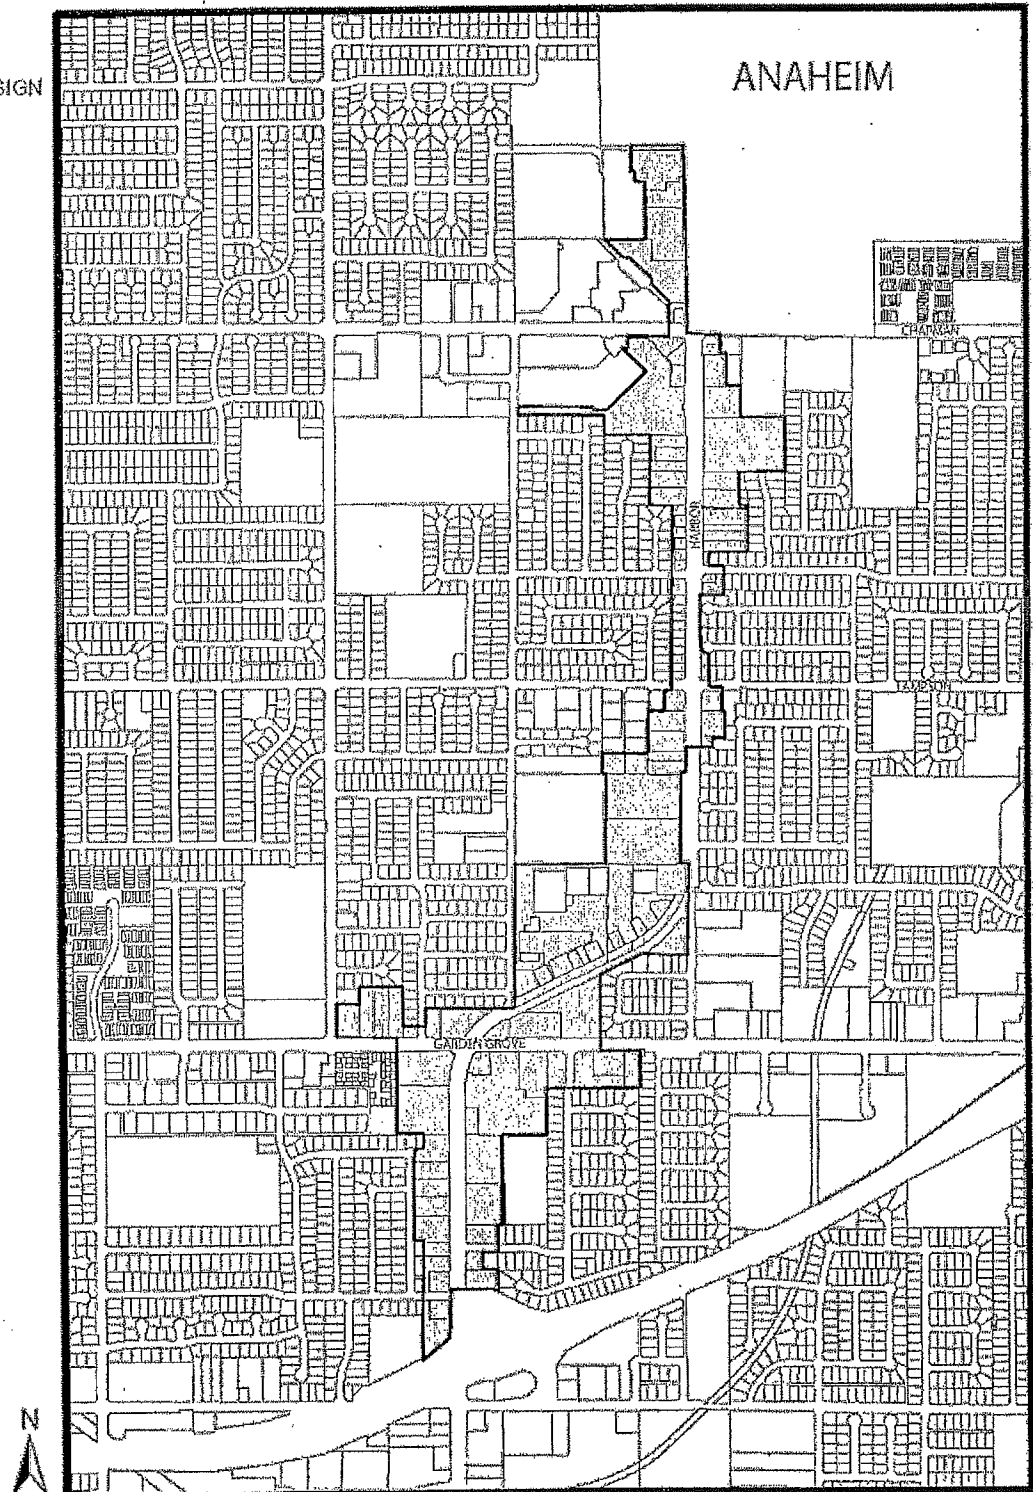 SIGN
ANAHEIM
CHAPMAN
HARBOR
LAMPSON
GARDEN GROVE
N